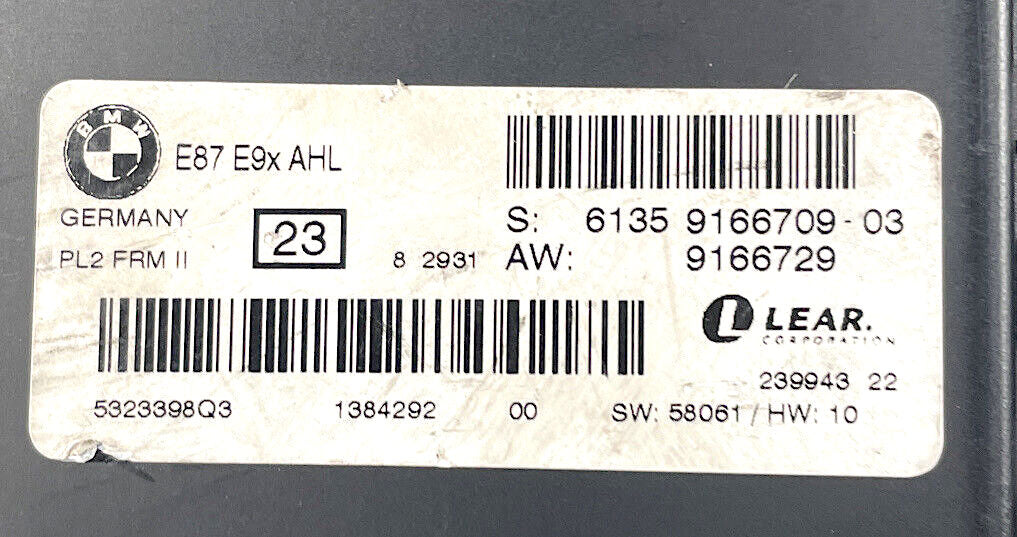 BMW
E87 E9x AHL
GERMANY
PL2 FRM II
23
8 2931
S: 6135 9166709-03
AW: 9166729
LEAR.
CORPORATION
239943 22
5323398Q3 1384292 00 SW: 58061 / HW: 10